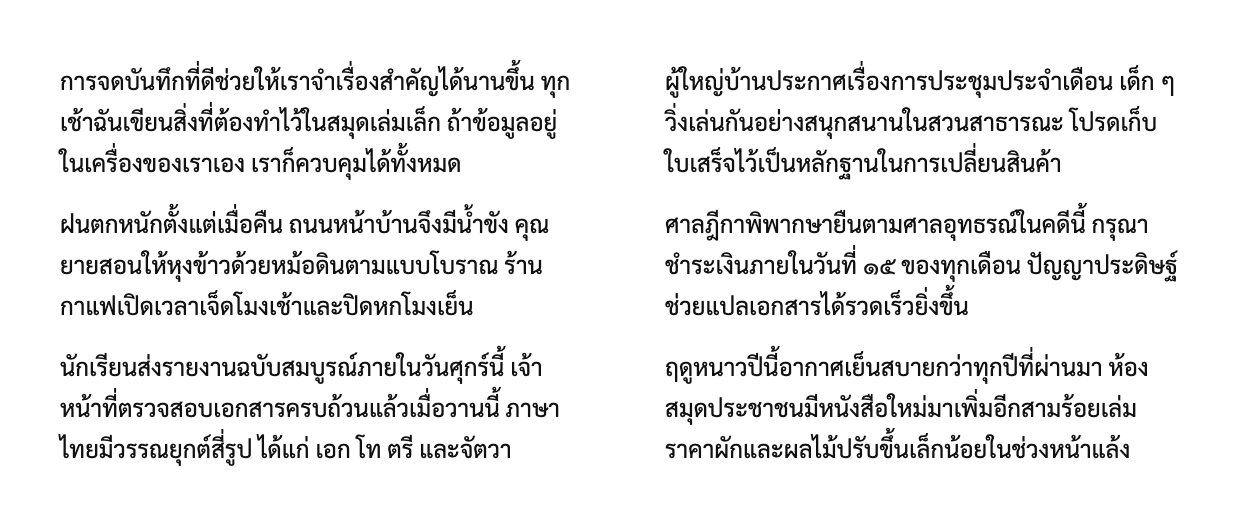 การจดบันทึกที่ดีช่วยให้เราจำเรื่องสำคัญได้นานขึ้น ทุก
เช้าฉันเขียนสิ่งที่ต้องทำไว้ในสมุดเล่มเล็ก ถ้าข้อมูลอยู่
ในเครื่องของเราเอง เราก็ควบคุมได้ทั้งหมด
ฝนตกหนักตั้งแต่เมื่อคืน ถนนหน้าบ้านจึงมีน้ำขัง คุณ
ยายสอนให้หุงข้าวด้วยหม้อดินตามแบบโบราณ ร้าน
กาแฟเปิดเวลาเจ็ดโมงเช้าและปิดหกโมงเย็น
นักเรียนส่งรายงานฉบับสมบูรณ์ภายในวันศุกร์นี้ เจ้า
หน้าที่ตรวจสอบเอกสารครบถ้วนแล้วเมื่อวานนี้ ภาษา
ไทยมีวรรณยุกต์สี่รูป ได้แก่ เอก โท ตรี และจัตวา
ผู้ใหญ่บ้านประกาศเรื่องการประชุมประจำเดือน เด็ก ๆ
วิ่งเล่นกันอย่างสนุกสนานในสวนสาธารณะ โปรดเก็บ
ใบเสร็จไว้เป็นหลักฐานในการเปลี่ยนสินค้า
ศาลฎีกาพิพากษายืนตามศาลอุทธรณ์ในคดีนี้ กรุณา
ชำระเงินภายในวันที่ ๑๕ ของทุกเดือน ปัญญาประดิษฐ์
ช่วยแปลเอกสารได้รวดเร็วยิ่งขึ้น
ฤดูหนาวปีนี้อากาศเย็นสบายกว่าทุกปีที่ผ่านมา ห้อง
สมุดประชาชนมีหนังสือใหม่มาเพิ่มอีกสามร้อยเล่ม
ราคาผักและผลไม้ปรับขึ้นเล็กน้อยในช่วงหน้าแล้ง